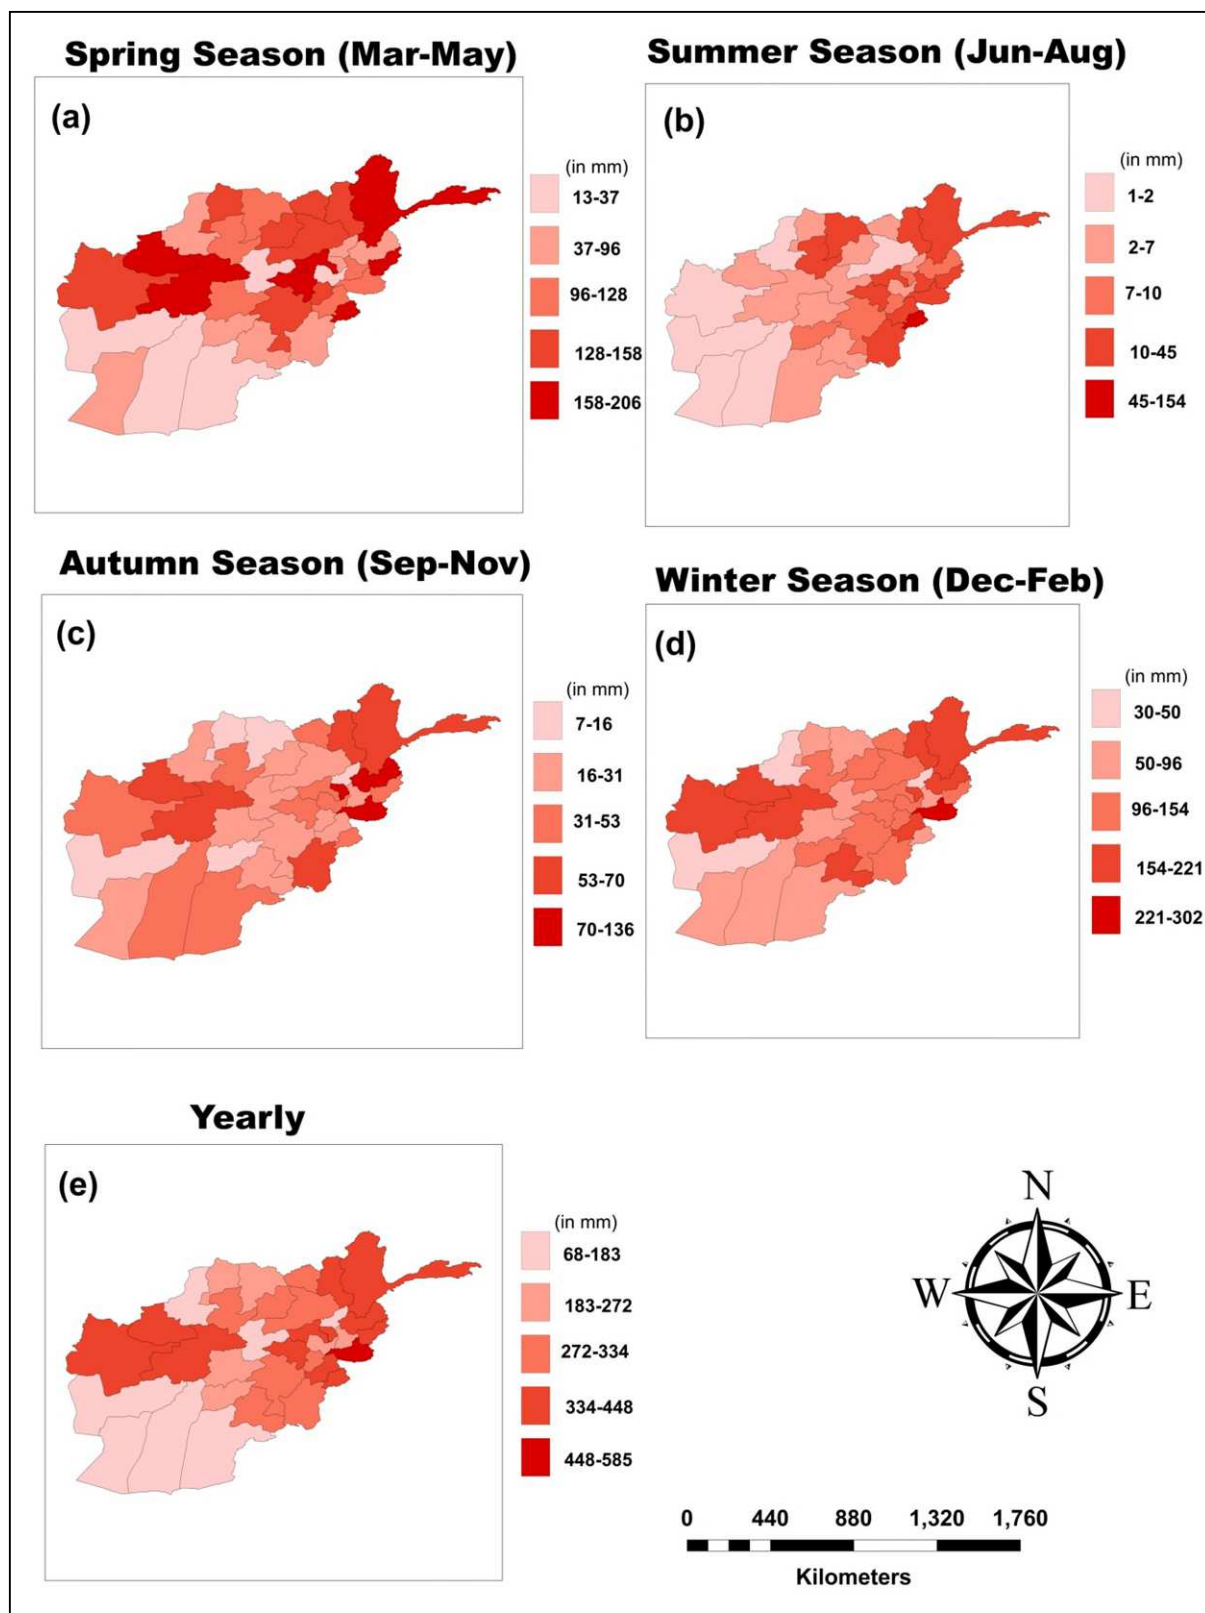 Spring Season (Mar-May)
(a)
(in mm)
13-37
37-96
96-128
128-158
158-206
Summer Season (Jun-Aug)
(b)
(in mm)
1-2
2-7
7-10
10-45
45-154
Autumn Season (Sep-Nov)
(c)
(in mm)
7-16
16-31
31-53
53-70
70-136
Winter Season (Dec-Feb)
(d)
(in mm)
30-50
50-96
96-154
154-221
221-302
Yearly
(e)
(in mm)
68-183
183-272
272-334
334-448
448-585
N
W E
S
0 440 880 1,320 1,760
Kilometers